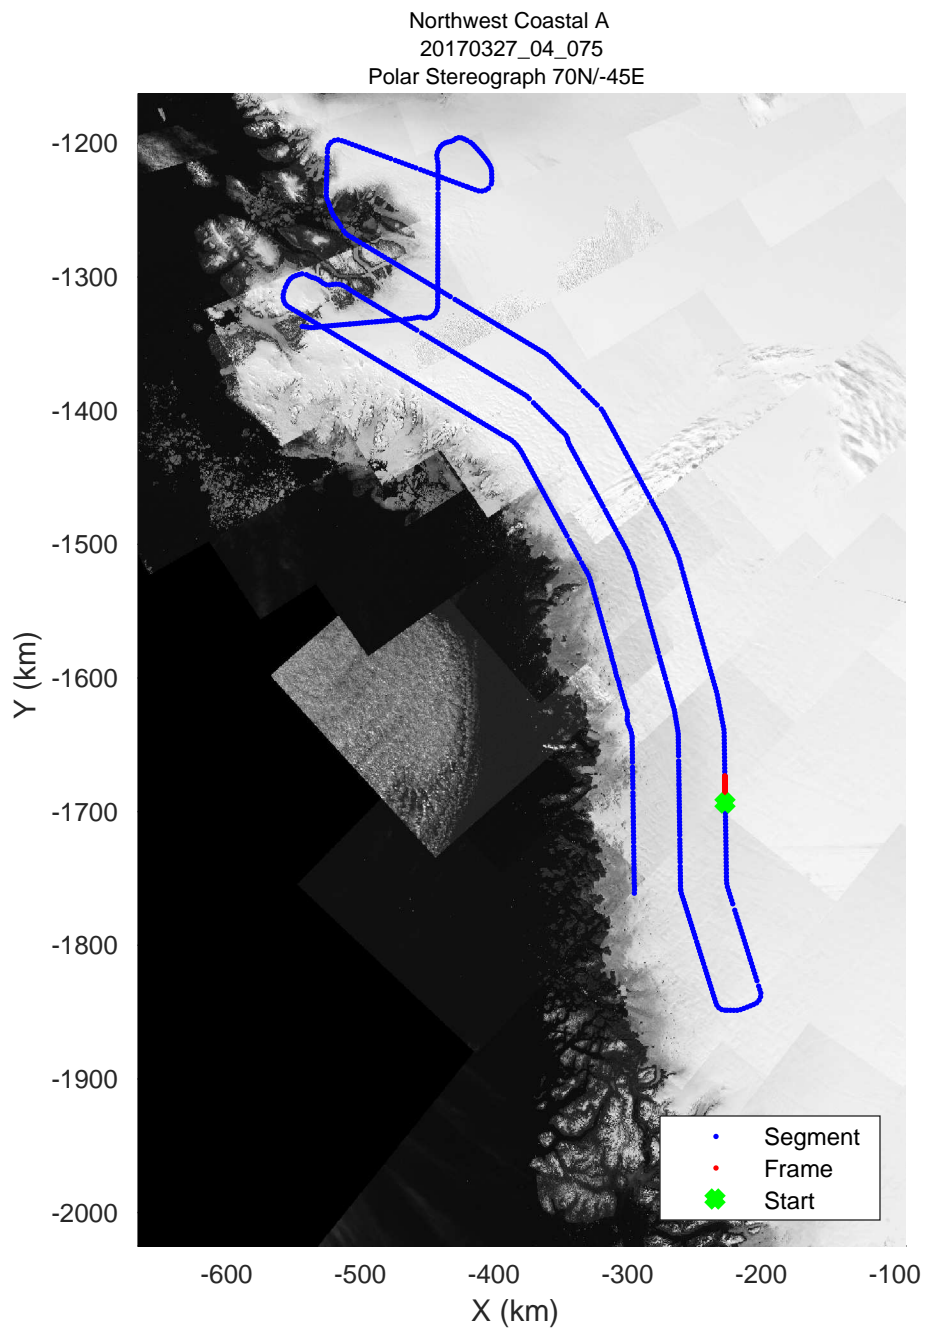 Northwest Coastal A
20170327_04_075
Polar Stereograph 70N/-45E
-1200
-1300
-1400
-1500
-1600
-1700
-1800
-1900
-2000
Y (km)
Segment
Frame
Start
-600 -500 -400 -300 -200 -100
X (km)